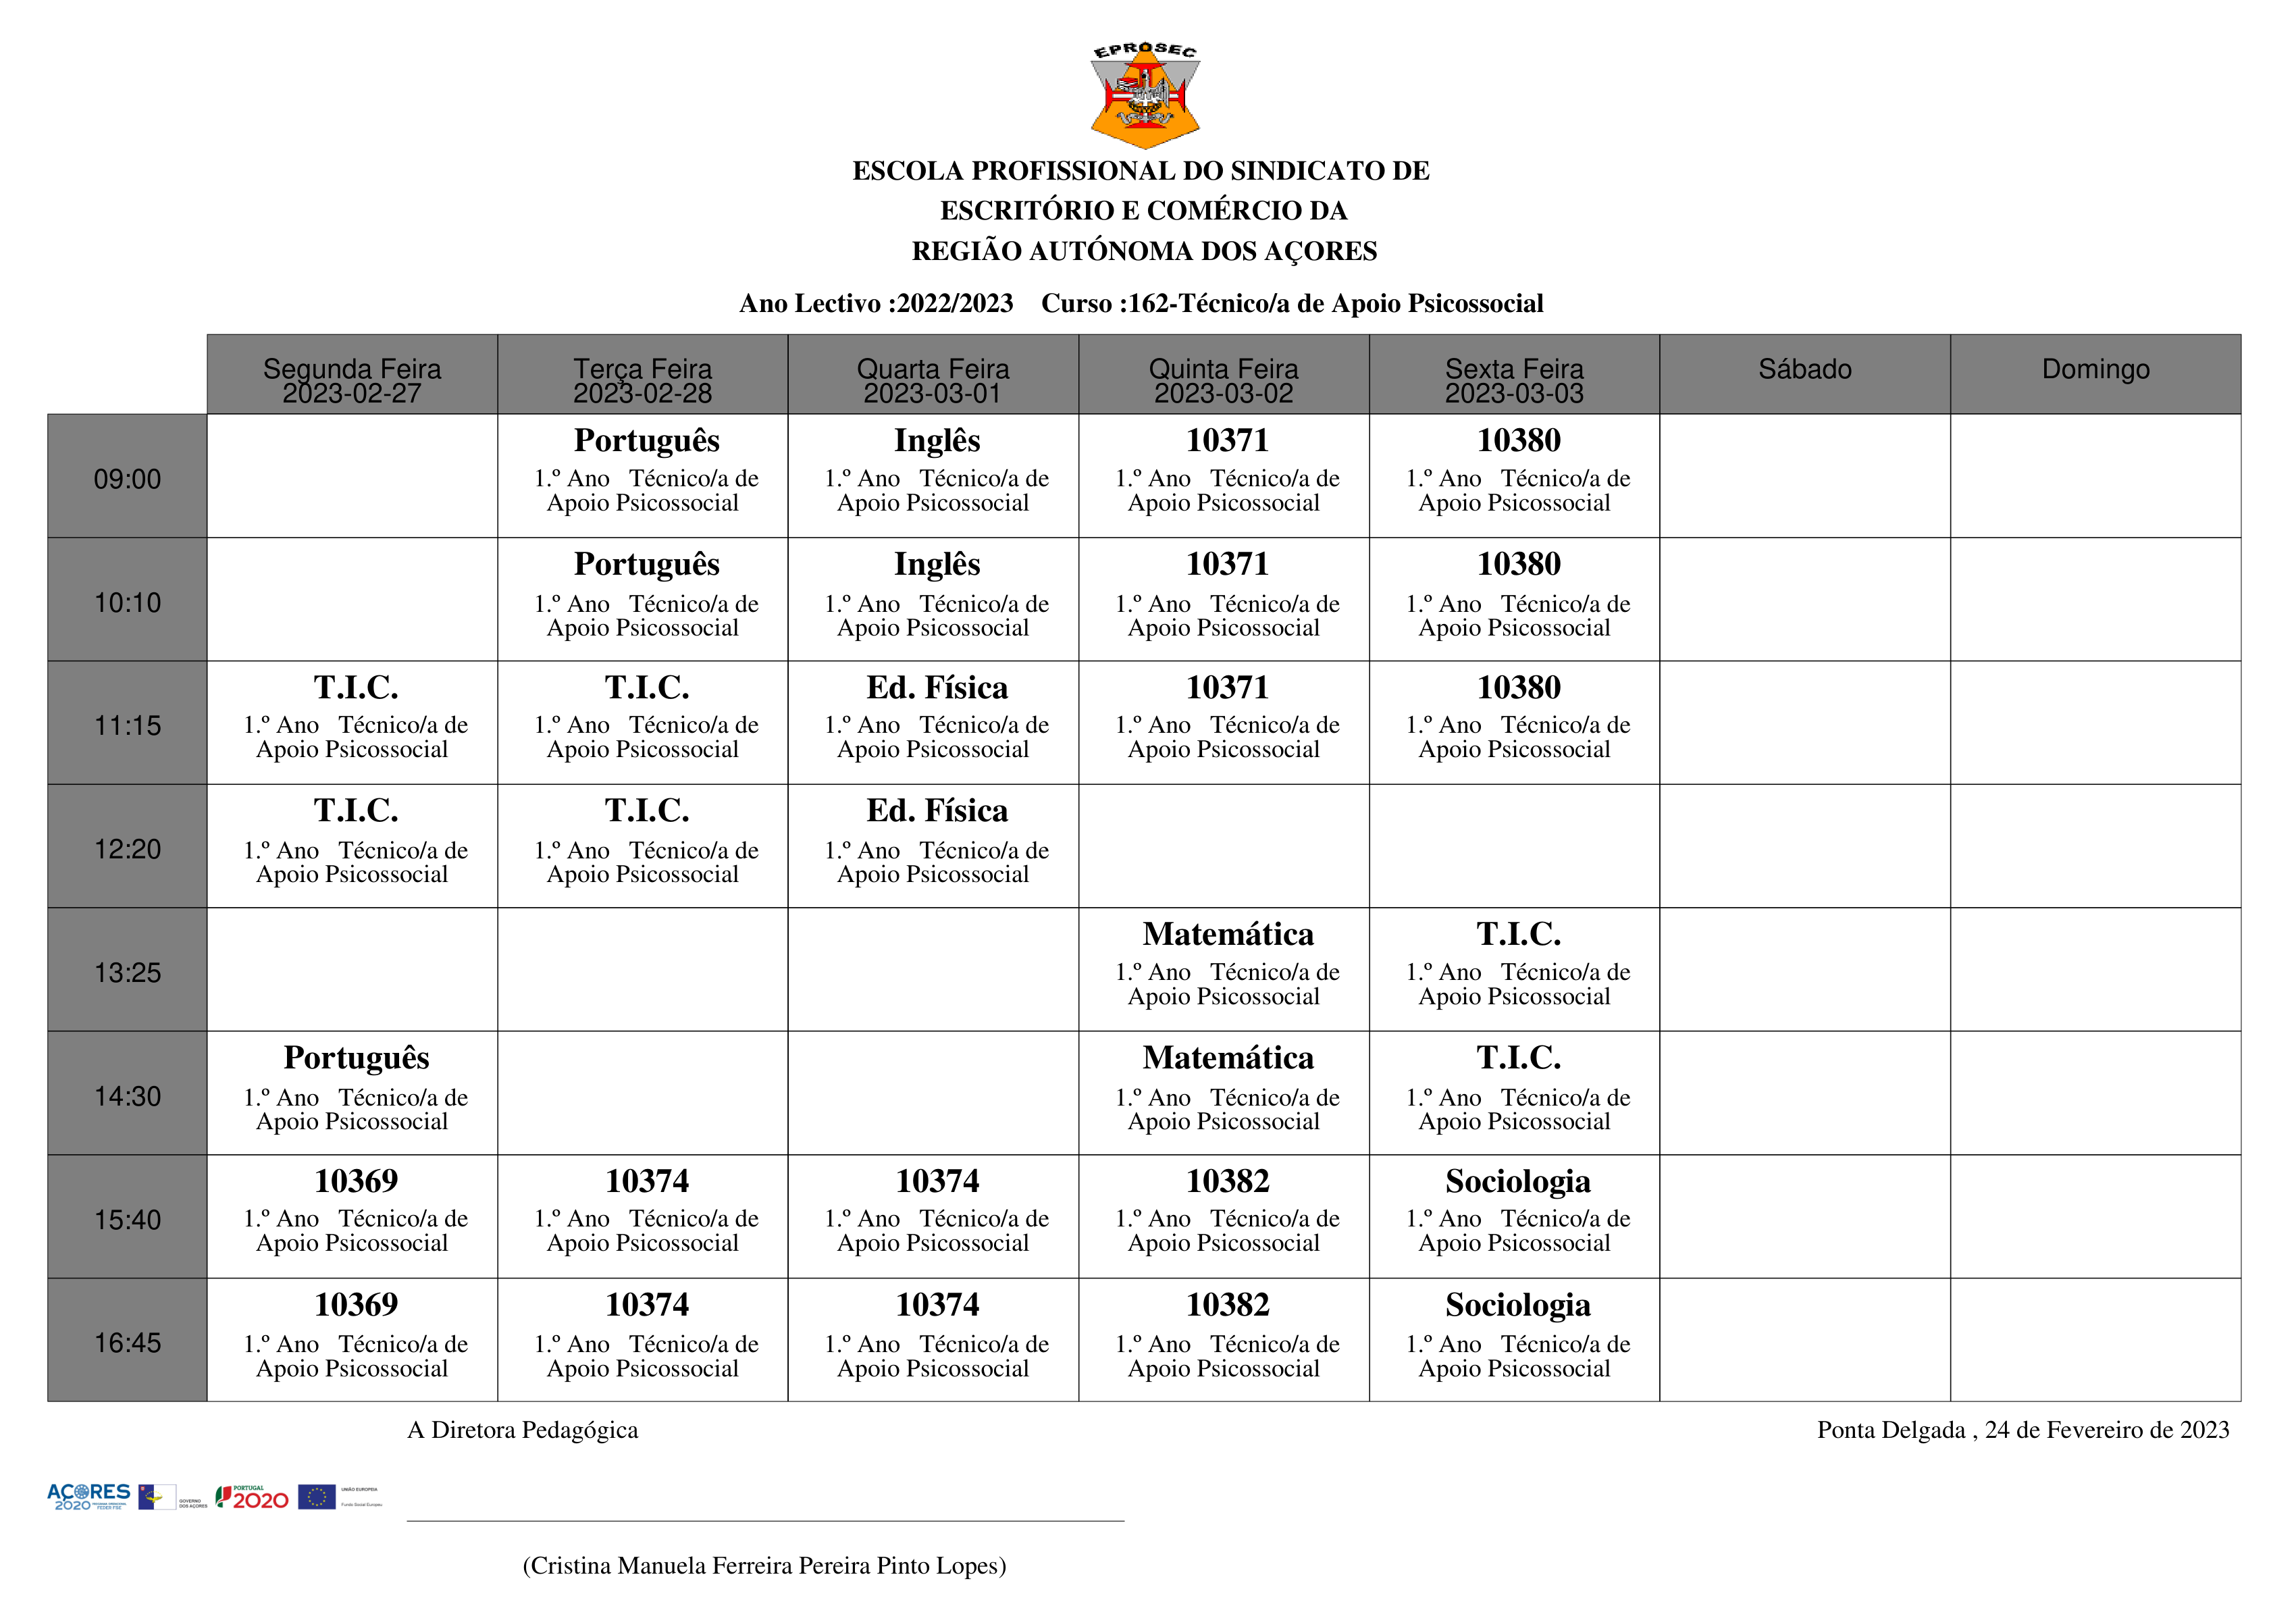 EPROSEC
ESCOLA PROFISSIONAL DO SINDICATO DE
ESCRITÓRIO E COMÉRCIO DA
REGIÃO AUTÓNOMA DOS AÇORES
Ano Lectivo :2022/2023 Curso :162-Técnico/a de Apoio Psicossocial
Segunda Feira Terça Feira Quarta Feira Quinta Feira Sexta Feira Sábado Domingo
2023-02-27 2023-02-28 2023-03-01 2023-03-02 2023-03-03
09:00
Português Inglês 10371 10380
1.º Ano Técnico/a de 1.º Ano Técnico/a de 1.º Ano Técnico/a de 1.º Ano Técnico/a de
Apoio Psicossocial Apoio Psicossocial Apoio Psicossocial Apoio Psicossocial
10:10
Português Inglês 10371 10380
1.º Ano Técnico/a de 1.º Ano Técnico/a de 1.º Ano Técnico/a de 1.º Ano Técnico/a de
Apoio Psicossocial Apoio Psicossocial Apoio Psicossocial Apoio Psicossocial
11:15
T.I.C. T.I.C. Ed. Física 10371 10380
1.º Ano Técnico/a de 1.º Ano Técnico/a de 1.º Ano Técnico/a de 1.º Ano Técnico/a de 1.º Ano Técnico/a de
Apoio Psicossocial Apoio Psicossocial Apoio Psicossocial Apoio Psicossocial Apoio Psicossocial
12:20
T.I.C. T.I.C. Ed. Física
1.º Ano Técnico/a de 1.º Ano Técnico/a de 1.º Ano Técnico/a de
Apoio Psicossocial Apoio Psicossocial Apoio Psicossocial
13:25
Matemática T.I.C.
1.º Ano Técnico/a de 1.º Ano Técnico/a de
Apoio Psicossocial Apoio Psicossocial
14:30
Português Matemática T.I.C.
1.º Ano Técnico/a de 1.º Ano Técnico/a de 1.º Ano Técnico/a de
Apoio Psicossocial Apoio Psicossocial Apoio Psicossocial
15:40
10369 10374 10374 10382 Sociologia
1.º Ano Técnico/a de 1.º Ano Técnico/a de 1.º Ano Técnico/a de 1.º Ano Técnico/a de 1.º Ano Técnico/a de
Apoio Psicossocial Apoio Psicossocial Apoio Psicossocial Apoio Psicossocial Apoio Psicossocial
16:45
10369 10374 10374 10382 Sociologia
1.º Ano Técnico/a de 1.º Ano Técnico/a de 1.º Ano Técnico/a de 1.º Ano Técnico/a de 1.º Ano Técnico/a de
Apoio Psicossocial Apoio Psicossocial Apoio Psicossocial Apoio Psicossocial Apoio Psicossocial
A Diretora Pedagógica Ponta Delgada , 24 de Fevereiro de 2023
AÇORES
2020
GOVERNO
DOS AÇORES
PORTUGAL
2020
UNIÃO EUROPEIA
Fundo Social Europeu
(Cristina Manuela Ferreira Pereira Pinto Lopes)